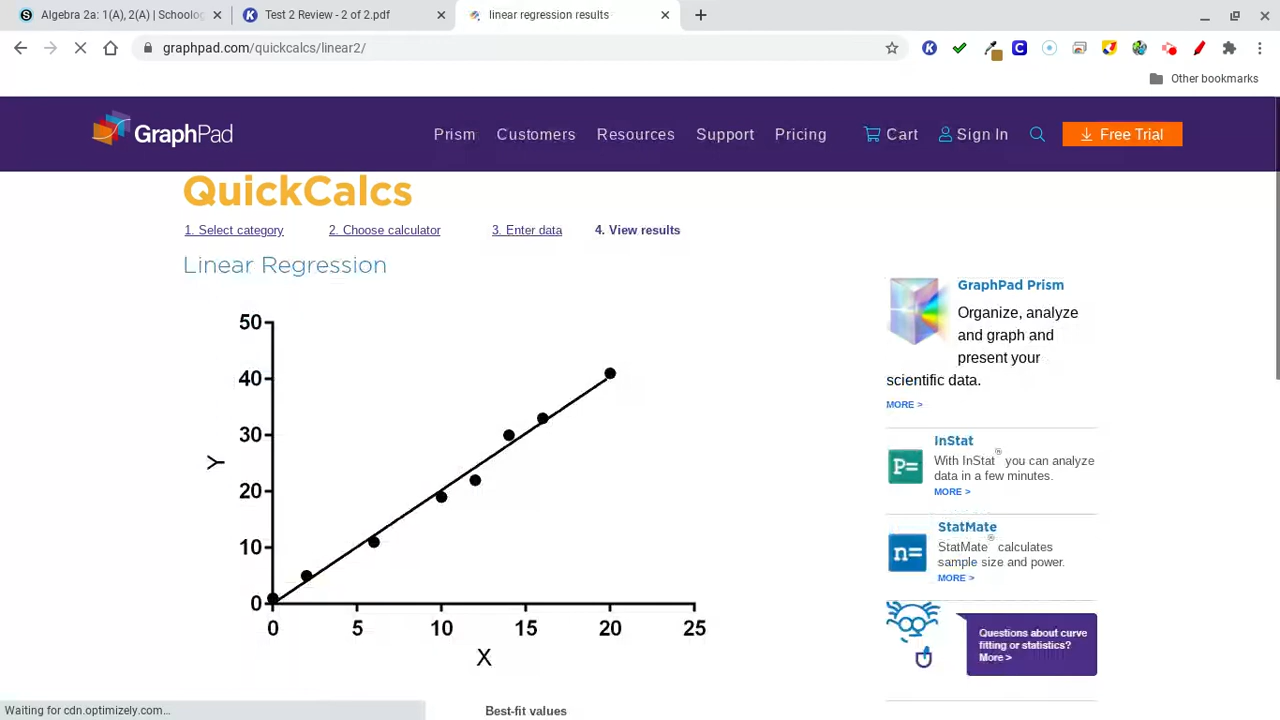 Algebra 2a: 1(A), 2(A) | Schoolog
Test 2 Review - 2 of 2.pdf
linear regression results
graphpad.com/quickcalcs/linear2/
Other bookmarks
GraphPad
Prism
Customers
Resources
Support
Pricing
Cart
Sign In
Free Trial
QuickCalcs
1. Select category
2. Choose calculator
3. Enter data
4. View results
Linear Regression
50
40
30
20
10
0
Y
0
5
10
15
20
25
X
Best-fit values
GraphPad Prism
Organize, analyze
and graph and
present your
scientific data.
MORE >
InStat
With InStat® you can analyze
data in a few minutes.
MORE >
StatMate
StatMate® calculates
sample size and power.
MORE >
Questions about curve
fitting or statistics?
More >
P=
n=
Waiting for cdn.optimizely.com...